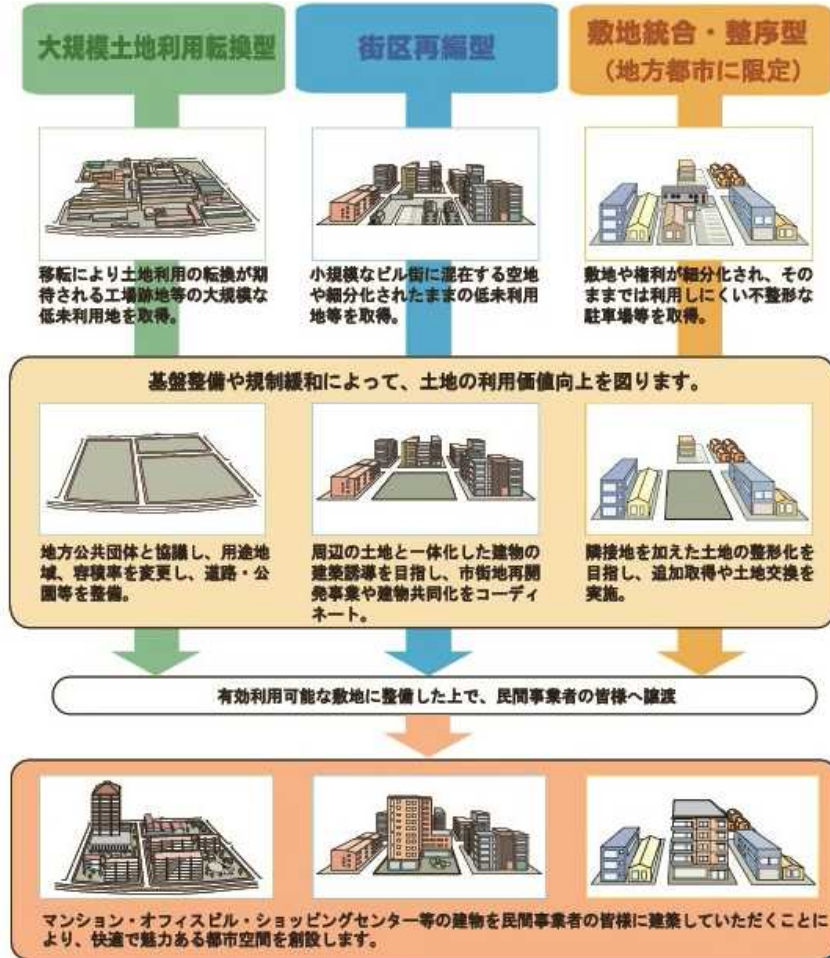 大規模土地利用転換型
街区再編型
敷地統合・整序型
(地方都市に限定)
移転により土地利用の転換が期
待される工場跡地等の大規模な
低未利用地を取得。
小規模なビル街に混在する空地
や細分化されたままの低未利用
地等を取得。
敷地や権利が細分化され、その
ままでは利用しにくい不整形な
駐車場等を取得。
基盤整備や規制緩和によって、土地の利用価値向上を図ります。
地方公共団体と協議し、用途地
域、容積率を変更し、道路・公
園等を整備。
周辺の土地と一体化した建物の
建築誘導を目指し、市街地再開
発事業や建物共同化をコーディ
ネート。
隣接地を加えた土地の整形化を
目指し、追加取得や土地交換を
実施。
有効利用可能な敷地に整備した上で、民間事業者の皆様へ譲渡
マンション・オフィスビル・ショッピングセンター等の建物を民間事業者の皆様に建築していただくことに
より、快適で魅力ある都市空間を創設します。